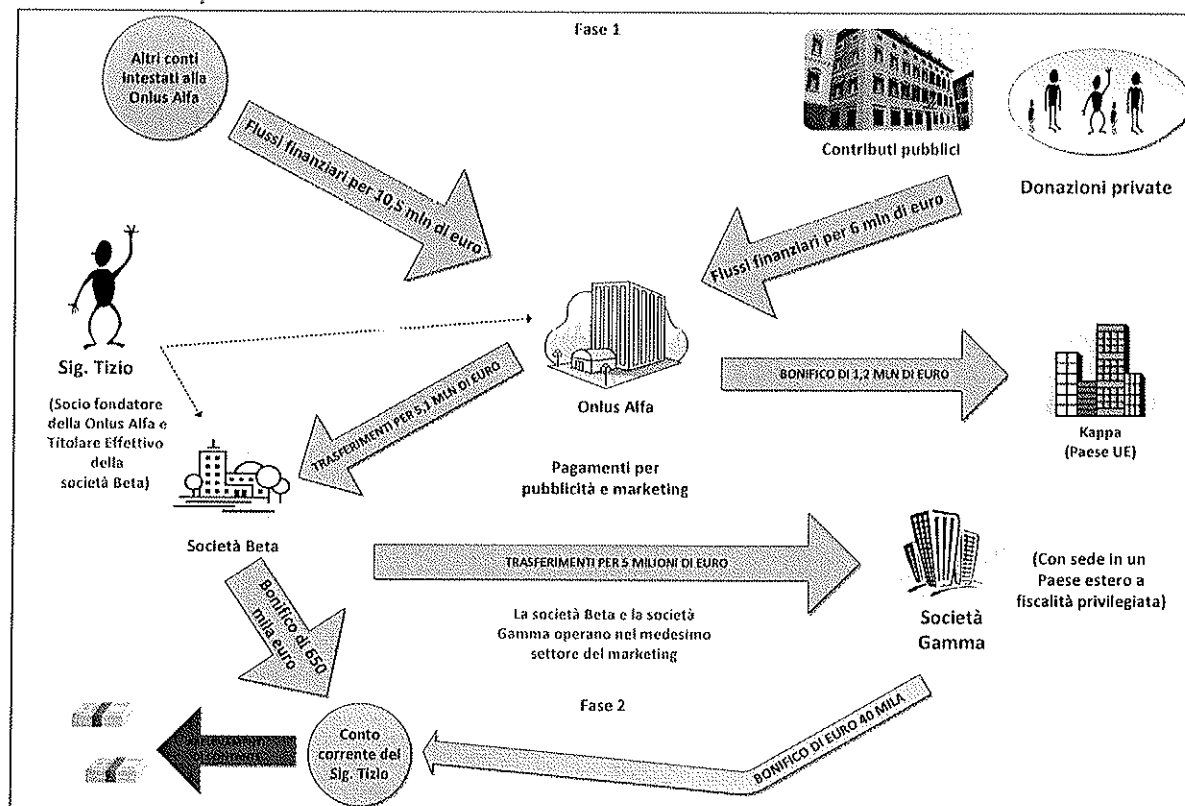 Fase 1
Altri conti
intestati alla
Onlus Alfa
Flussi finanziari per 10,5 mln di euro
Contributi pubblici
Donazioni private
Flussi finanziari per 6 mln di euro
Sig. Tizio
(Socio fondatore
della Onlus Alfa e
Titolare Effettivo
della
società Beta)
Onlus Alfa
BONIFICO DI 1,2 MLN DI EURO
Kappa
(Paese UE)
TRASFERIMENTI PER 5,1 MLN DI EURO
Pagamenti per
pubblicità e marketing
Società Beta
TRASFERIMENTI PER 5 MILIONI DI EURO
Società
Gamma
(Con sede in un
Paese estero a
fiscalità privilegiata)
La società Beta e la società
Gamma operano nel medesimo
settore del marketing
Bonifico di 650
mila euro
Fase 2
BONIFICO DI EURO 40 MILA
Conto
corrente del
Sig. Tizio